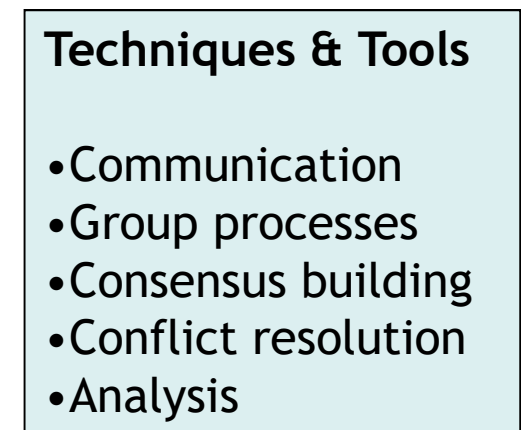 Techniques & Tools
•Communication
•Group processes
•Consensus building
•Conflict resolution
•Analysis